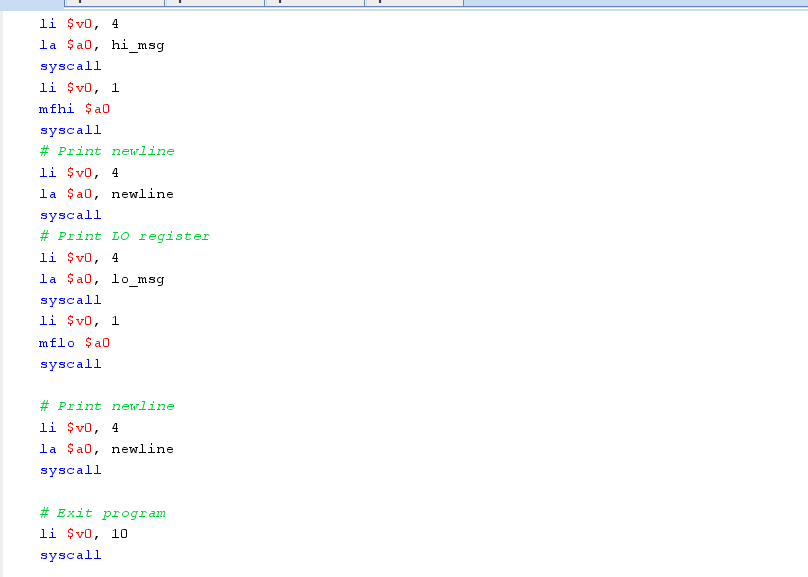 li $v0, 4
la $a0, hi_msg
syscall
li $v0, 1
mfhi $a0
syscall
# Print newline
li $v0, 4
la $a0, newline
syscall
# Print LO register
li $v0, 4
la $a0, lo_msg
syscall
li $v0, 1
mflo $a0
syscall
# Print newline
li $v0, 4
la $a0, newline
syscall
# Exit program
li $v0, 10
syscall